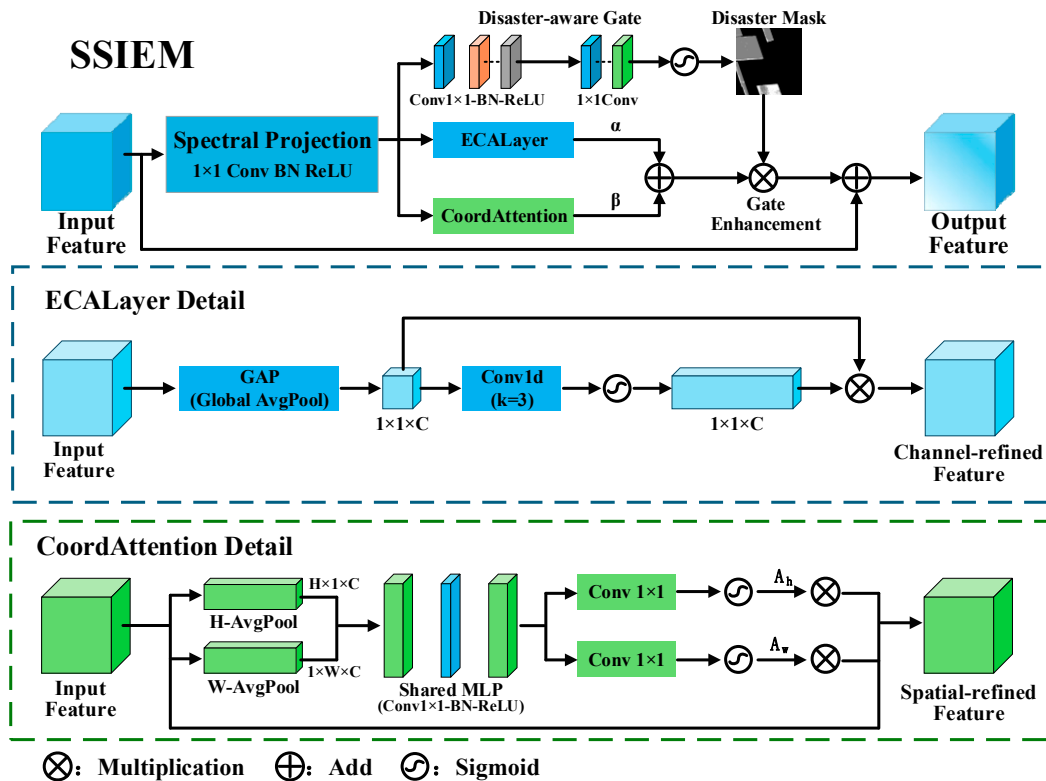 SSIEM
Disaster-aware Gate
Disaster Mask
Conv1×1-BN-ReLU
1×1Conv
Spectral Projection
1×1 Conv BN ReLU
ECALayer
α
CoordAttention
β
Gate
Enhancement
Input
Feature
Output
Feature
ECALayer Detail
GAP
(Global AvgPool)
1×1×C
Conv1d
(k=3)
1×1×C
Input
Feature
Channel-refined
Feature
CoordAttention Detail
H×1×C
H-AvgPool
1×W×C
W-AvgPool
Shared MLP
(Conv1×1-BN-ReLU)
Conv 1×1
A_h
Conv 1×1
A_w
Input
Feature
Spatial-refined
Feature
: Multiplication : Add : Sigmoid